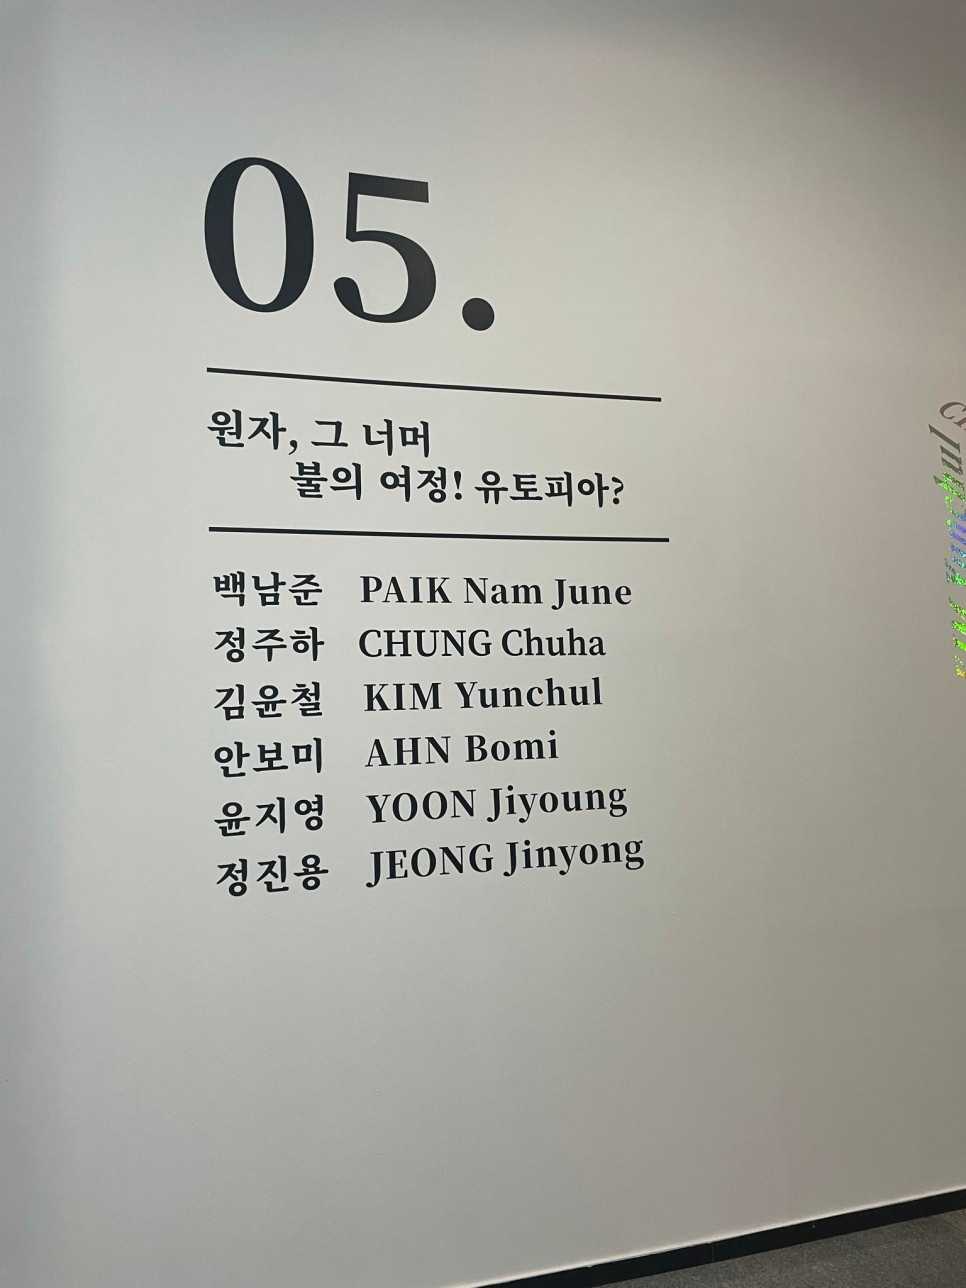 05.
원자, 그 너머
불의 여정! 유토피아?
백남준 PAIK Nam June
정주하 CHUNG Chuha
김윤철 KIM Yunchul
안보미 AHN Bomi
윤지영 YOON Jiyoung
정진용 JEONG Jinyong